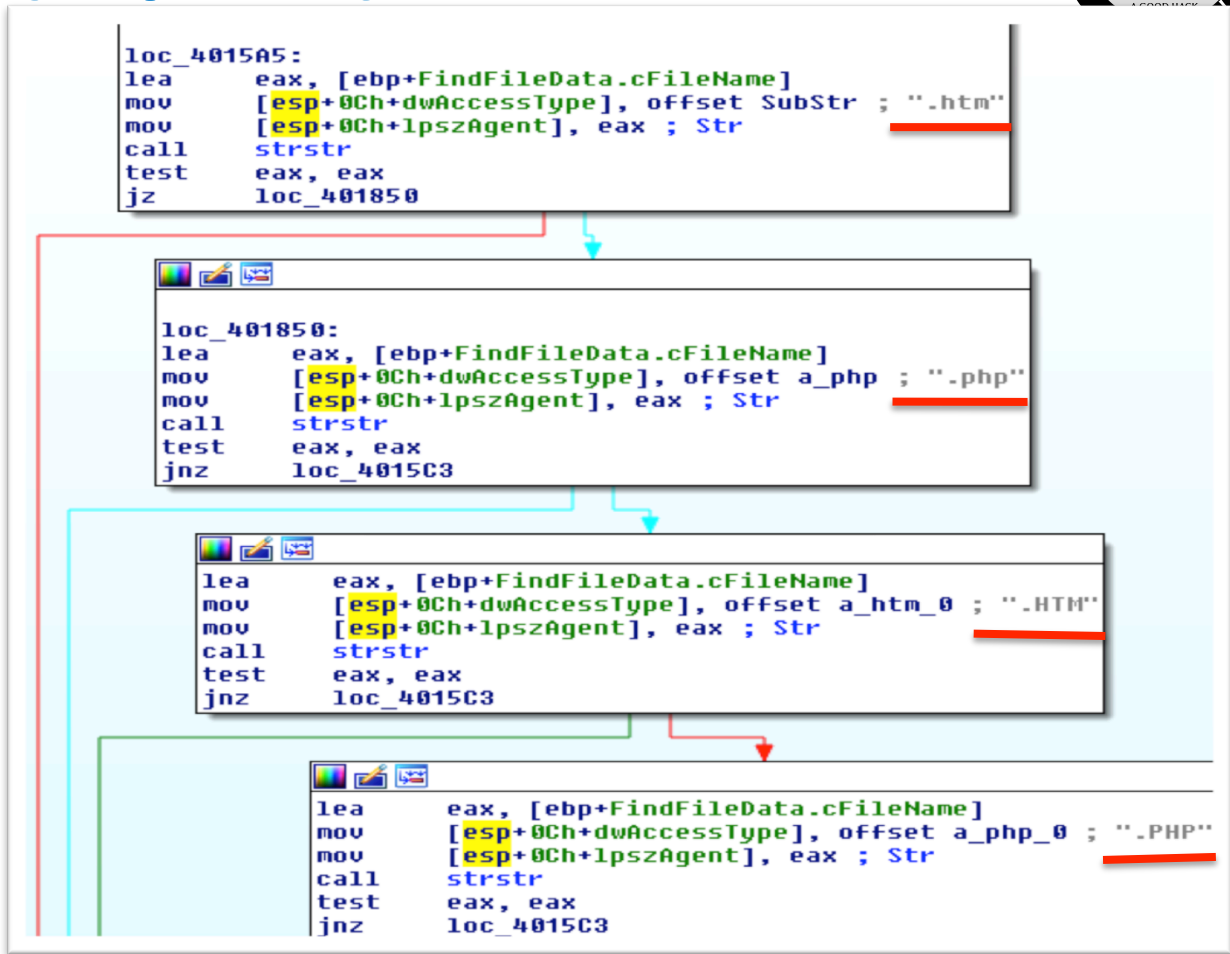 loc_4015A5:
lea eax, [ebp+FindFileData.cFileName]
mov [esp+0Ch+dwAccessType], offset SubStr ; ".htm"
mov [esp+0Ch+lpszAgent], eax ; Str
call strstr
test eax, eax
jz loc_401850
loc_401850:
lea eax, [ebp+FindFileData.cFileName]
mov [esp+0Ch+dwAccessType], offset a_php ; ".php"
mov [esp+0Ch+lpszAgent], eax ; Str
call strstr
test eax, eax
jnz loc_4015C3
lea eax, [ebp+FindFileData.cFileName]
mov [esp+0Ch+dwAccessType], offset a_htm_0 ; ".HTM"
mov [esp+0Ch+lpszAgent], eax ; Str
call strstr
test eax, eax
jnz loc_4015C3
lea eax, [ebp+FindFileData.cFileName]
mov [esp+0Ch+dwAccessType], offset a_php_0 ; ".PHP"
mov [esp+0Ch+lpszAgent], eax ; Str
call strstr
test eax, eax
jnz loc_4015C3